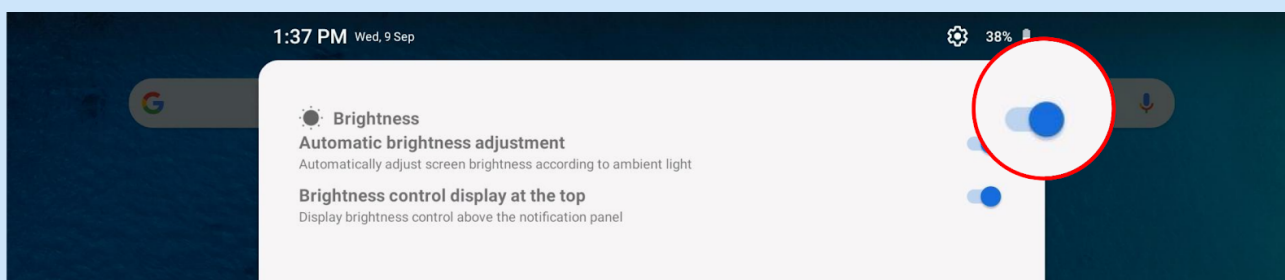 1:37 PM Wed, 9 Sep 38%
G
Brightness
Automatic brightness adjustment
Automatically adjust screen brightness according to ambient light
Brightness control display at the top
Display brightness control above the notification panel